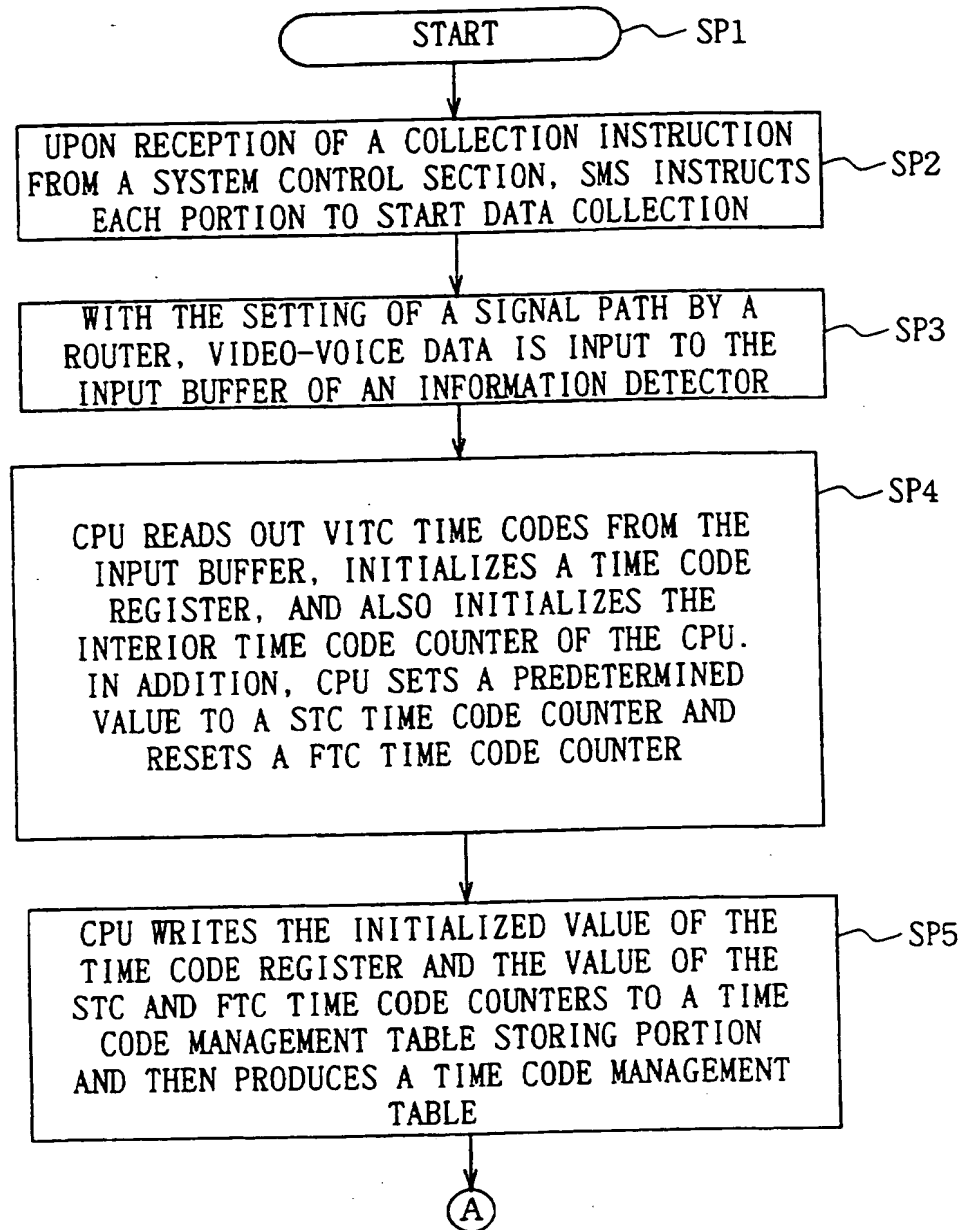 START
SP1
UPON RECEPTION OF A COLLECTION INSTRUCTION
FROM A SYSTEM CONTROL SECTION, SMS INSTRUCTS
EACH PORTION TO START DATA COLLECTION
SP2
WITH THE SETTING OF A SIGNAL PATH BY A
ROUTER, VIDEO-VOICE DATA IS INPUT TO THE
INPUT BUFFER OF AN INFORMATION DETECTOR
SP3
CPU READS OUT VITC TIME CODES FROM THE
INPUT BUFFER, INITIALIZES A TIME CODE
REGISTER, AND ALSO INITIALIZES THE
INTERIOR TIME CODE COUNTER OF THE CPU.
IN ADDITION, CPU SETS A PREDETERMINED
VALUE TO A STC TIME CODE COUNTER AND
RESETS A FTC TIME CODE COUNTER
SP4
CPU WRITES THE INITIALIZED VALUE OF THE
TIME CODE REGISTER AND THE VALUE OF THE
STC AND FTC TIME CODE COUNTERS TO A TIME
CODE MANAGEMENT TABLE STORING PORTION
AND THEN PRODUCES A TIME CODE MANAGEMENT
TABLE
SP5
A